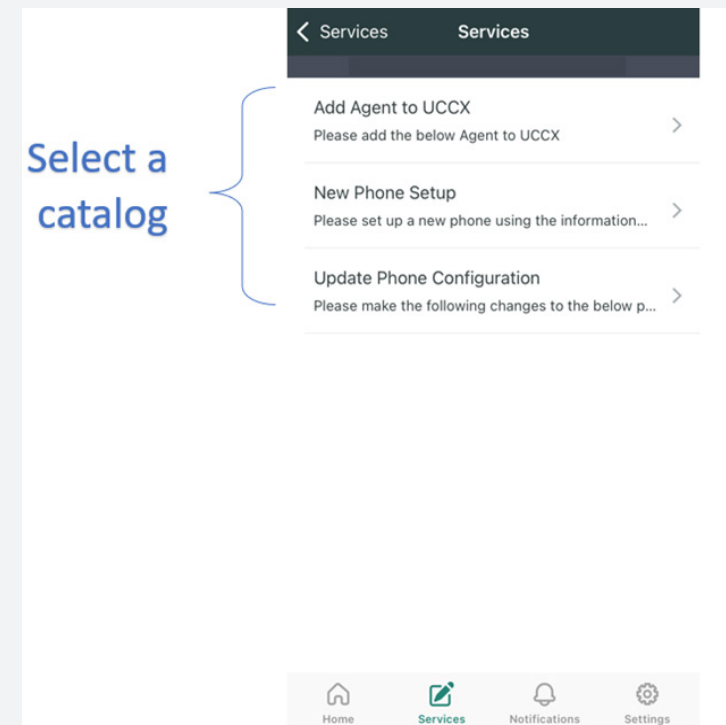 Services
Services
Select a
catalog
Add Agent to UCCX
Please add the below Agent to UCCX
New Phone Setup
Please set up a new phone using the information...
Update Phone Configuration
Please make the following changes to the below p...
Home
Services
Notifications
Settings